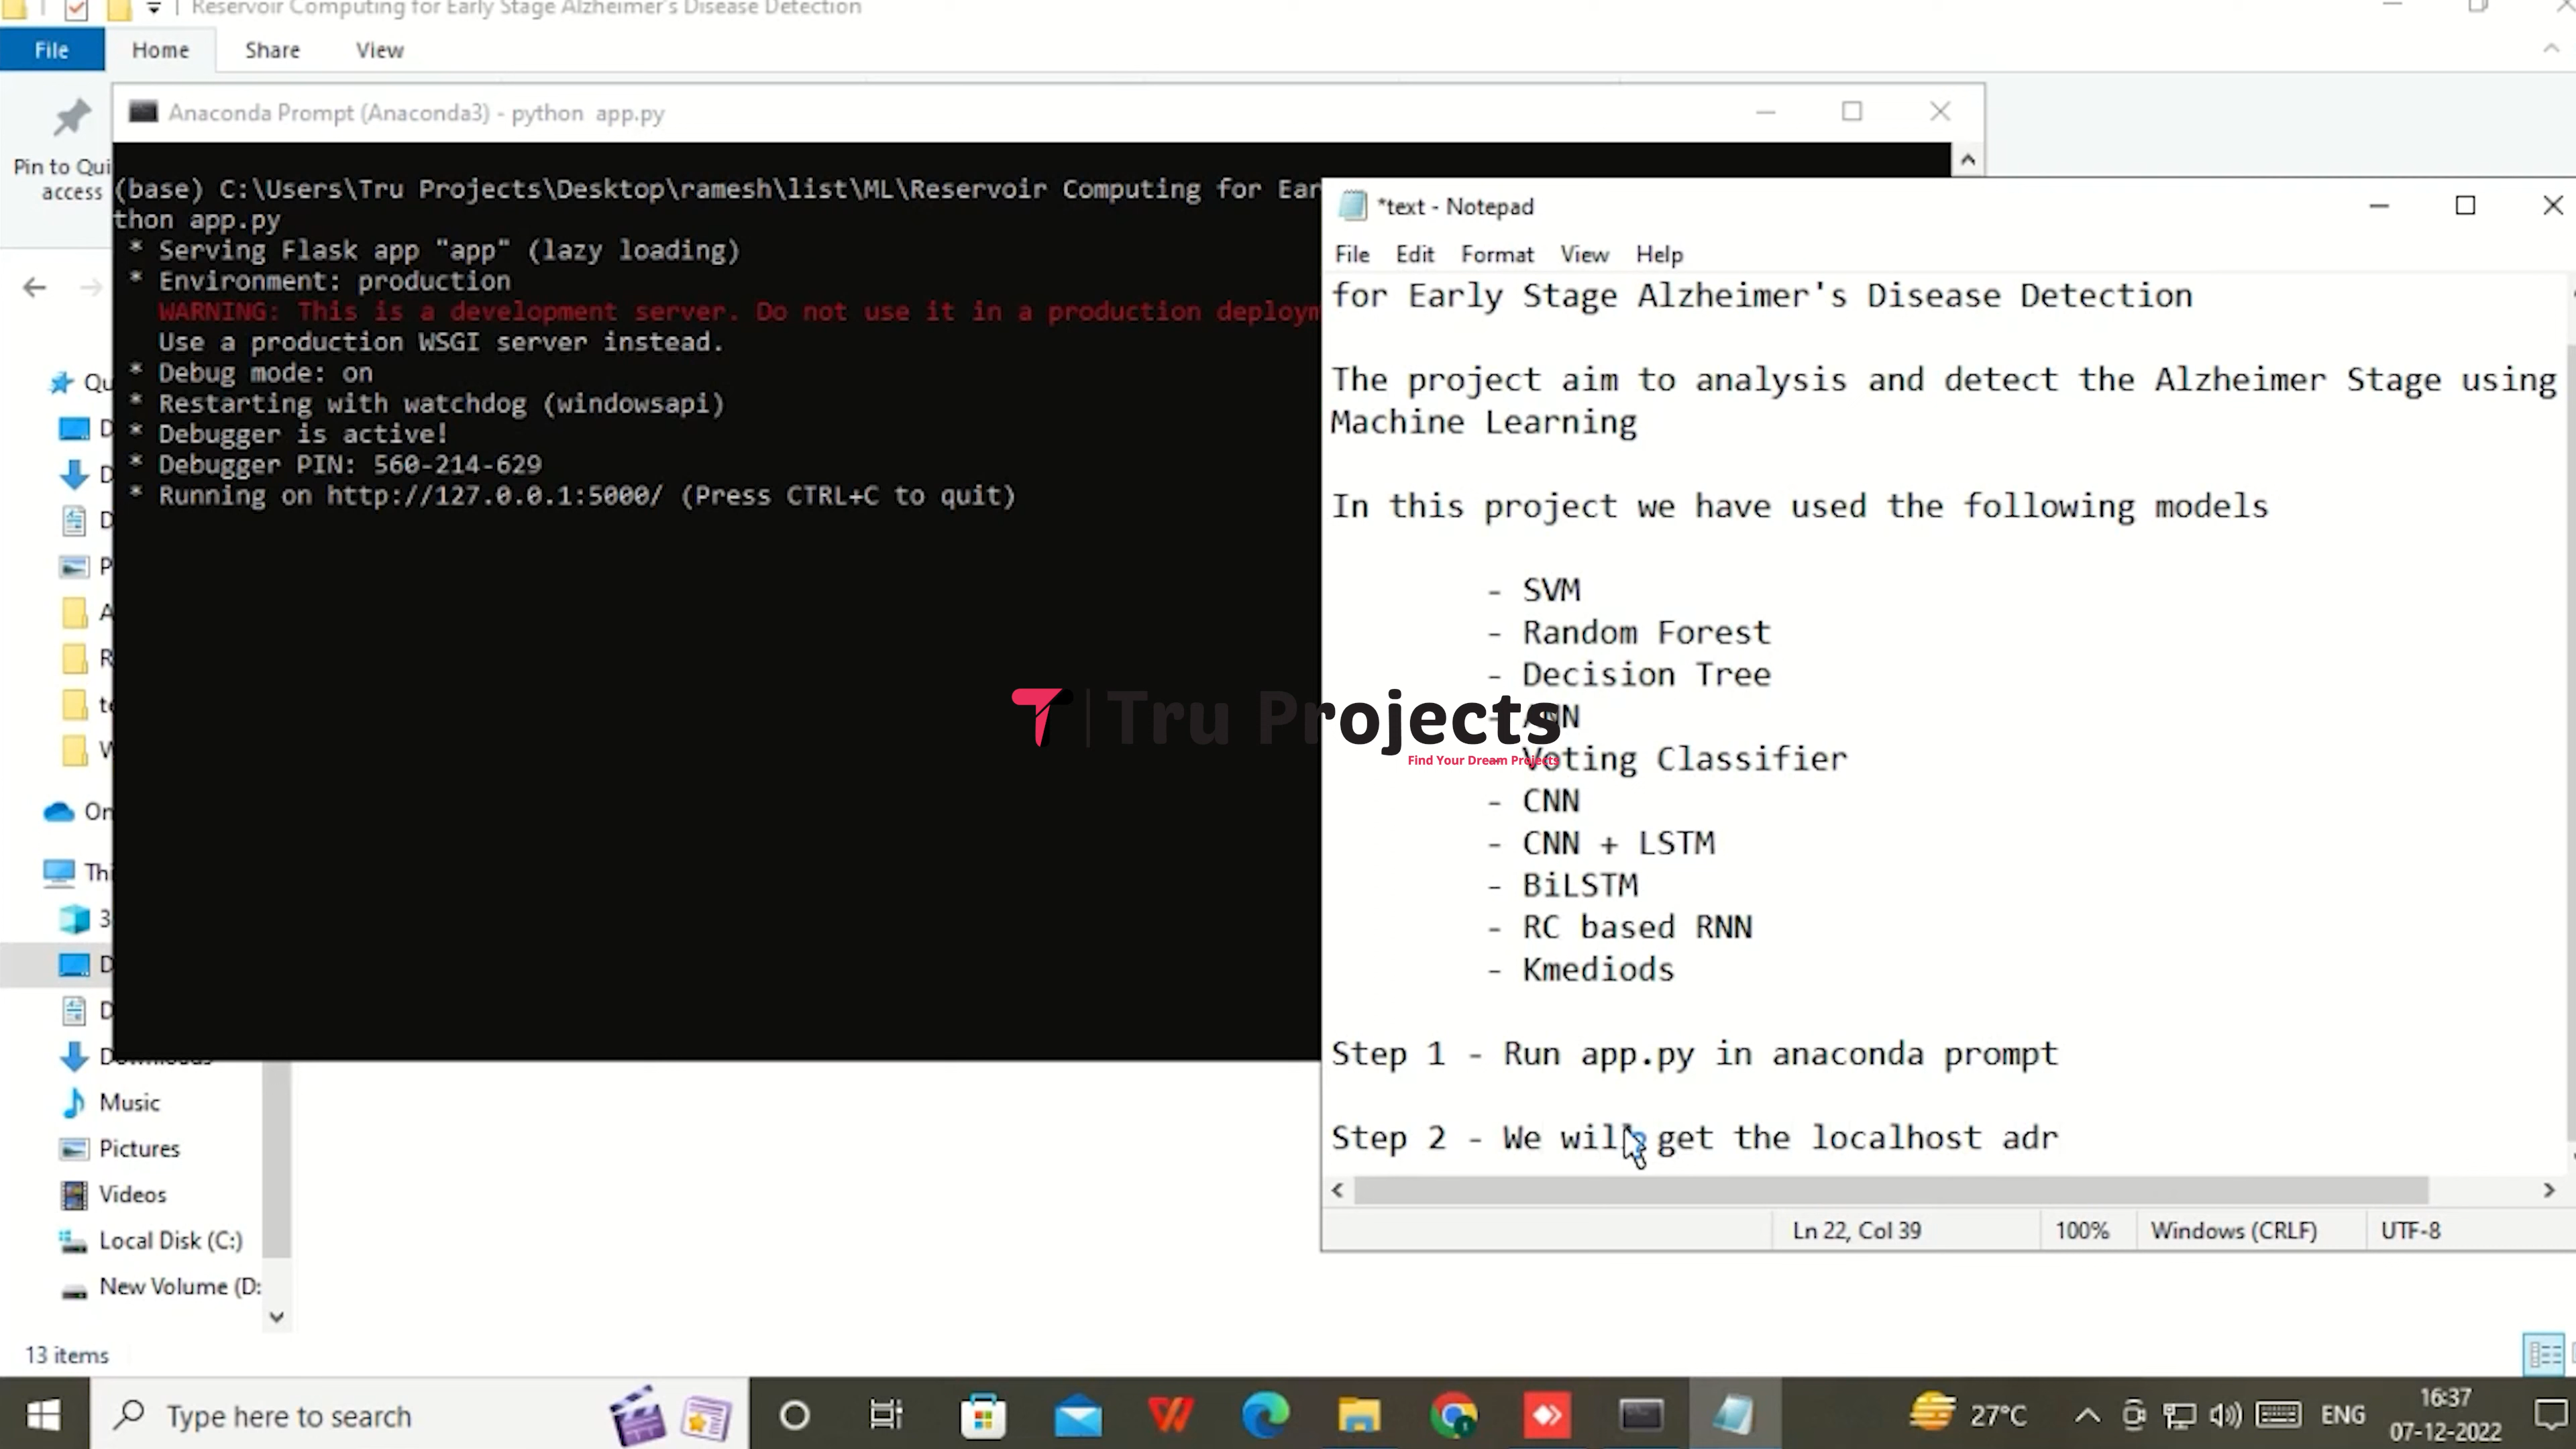 Reservoir Computing for Early Stage Alzheimer's Disease Detection
File Home Share View
Pin to Qui
access
Anaconda Prompt (Anaconda3) - python app.py
(base) C:\Users\Tru Projects\Desktop\ramesh\list\ML\Reservoir Computing for Ear
thon app.py
* Serving Flask app "app" (lazy loading)
* Environment: production
WARNING: This is a development server. Do not use it in a production deploym
Use a production WSGI server instead.
* Debug mode: on
* Restarting with watchdog (windowsapi)
* Debugger is active!
* Debugger PIN: 560-214-629
* Running on http://127.0.0.1:5000/ (Press CTRL+C to quit)
Qu
D
D
D
P
A
R
te
W
On
Thi
3
D
D
Downloads
Music
Pictures
Videos
Local Disk (C:)
New Volume (D:
13 items
*text - Notepad
File Edit Format View Help
for Early Stage Alzheimer's Disease Detection
The project aim to analysis and detect the Alzheimer Stage using
Machine Learning
In this project we have used the following models
- SVM
- Random Forest
- Decision Tree
- ANN
- Voting Classifier
- CNN
- CNN + LSTM
- BiLSTM
- RC based RNN
- Kmediods
Step 1 - Run app.py in anaconda prompt
Step 2 - We will get the localhost adr
Ln 22, Col 39 100% Windows (CRLF) UTF-8
Tru Projects
Find Your Dream Projects
Type here to search
27°C ENG
16:37
07-12-2022